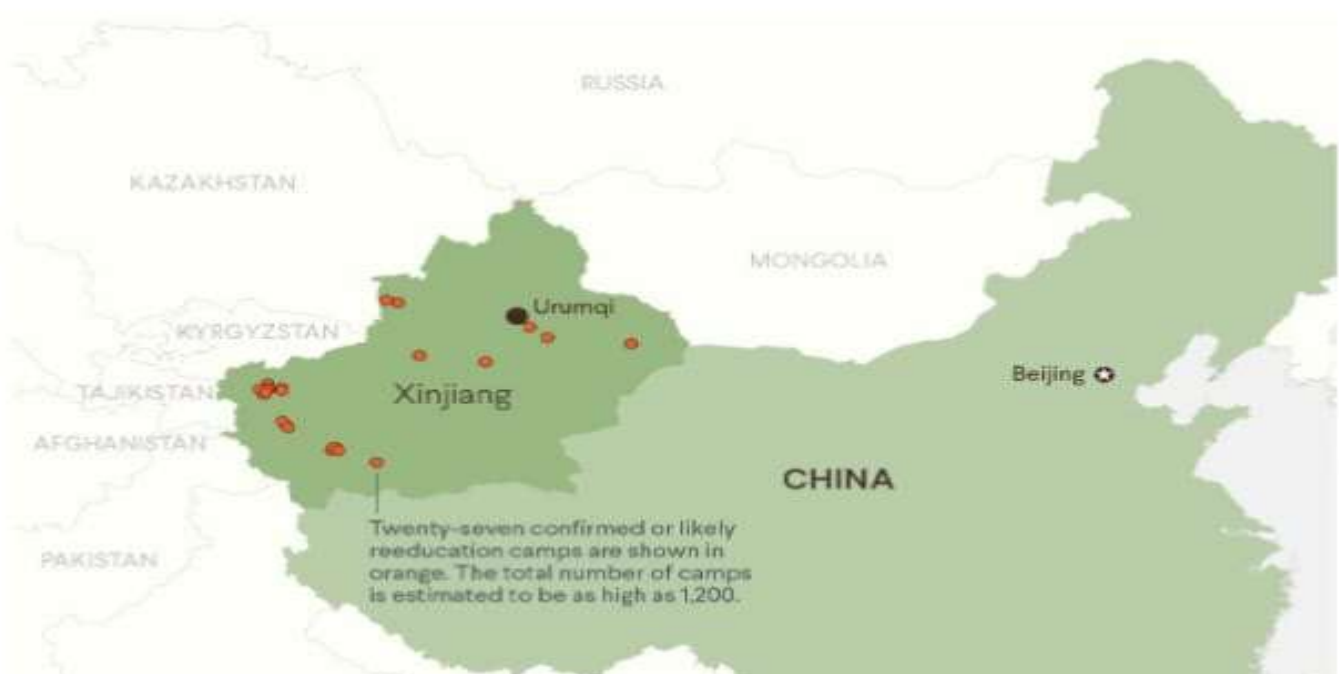 RUSSIA
KAZAKHSTAN
MONGOLIA
Urumqi
KYRGYZSTAN
Beijing
TAJIKISTAN
Xinjiang
AFGHANISTAN
CHINA
Twenty-seven confirmed or likely
reeducation camps are shown in
orange. The total number of camps
is estimated to be as high as 1,200.
PAKISTAN